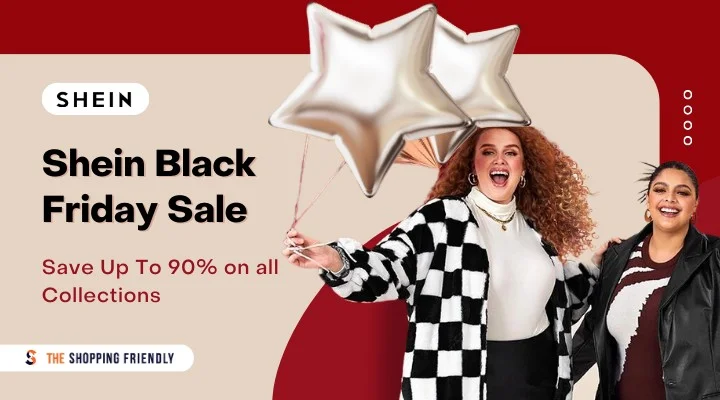 SHEIN
Shein Black
Friday Sale
Save Up To 90% on all
Collections
THE SHOPPING FRIENDLY